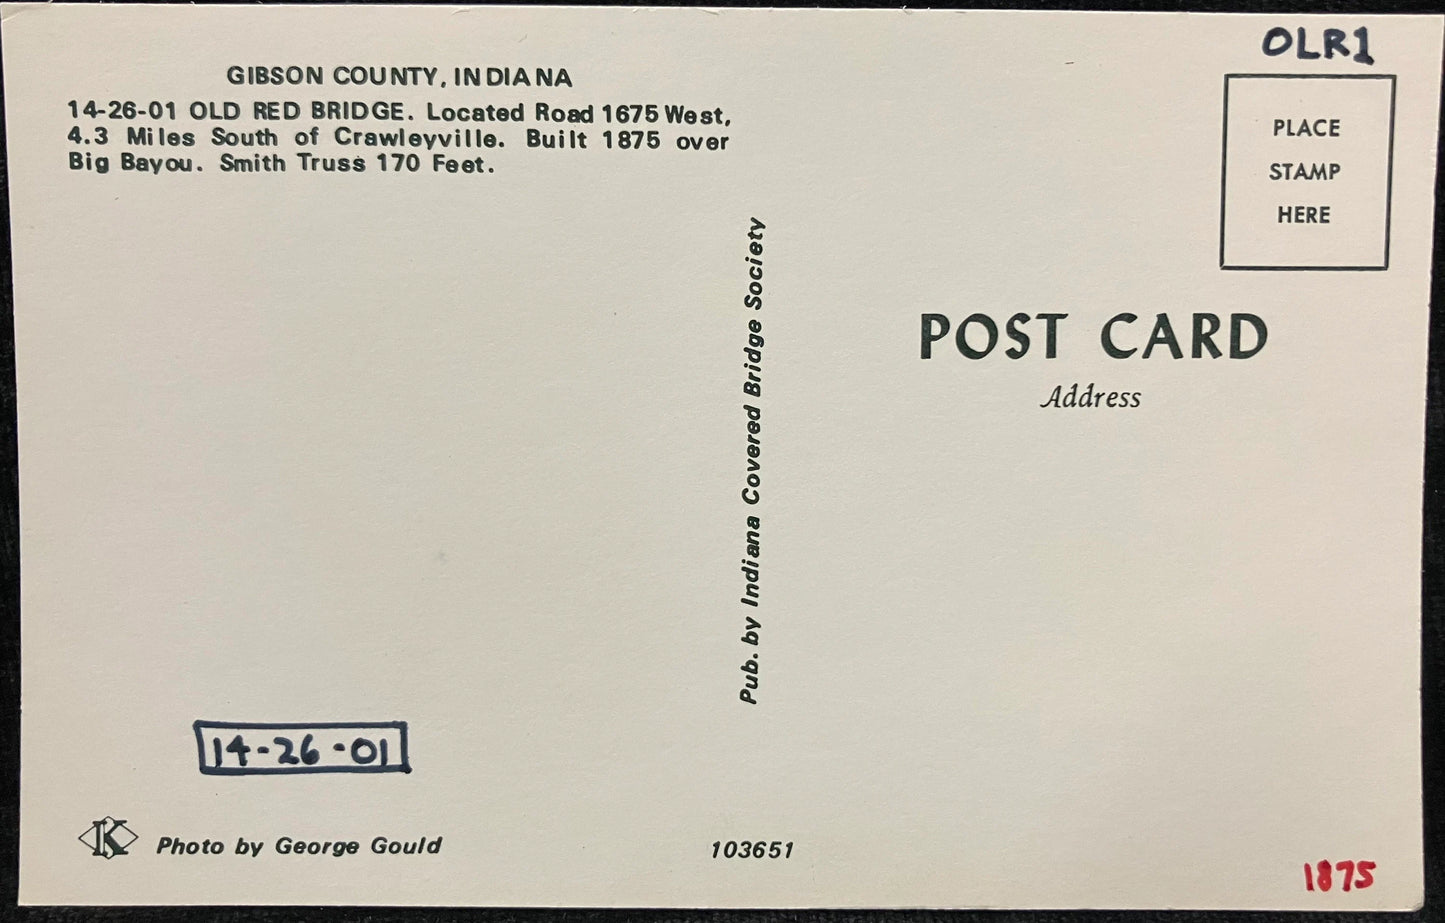 OLR1
GIBSON COUNTY, INDIANA
14-26-01 OLD RED BRIDGE. Located Road 1675 West,
4.3 Miles South of Crawleyville. Built 1875 over
Big Bayou. Smith Truss 170 Feet.
PLACE
STAMP
HERE
Pub. by Indiana Covered Bridge Society
POST CARD
Address
14-26-01
K
Photo by George Gould
103651
1875